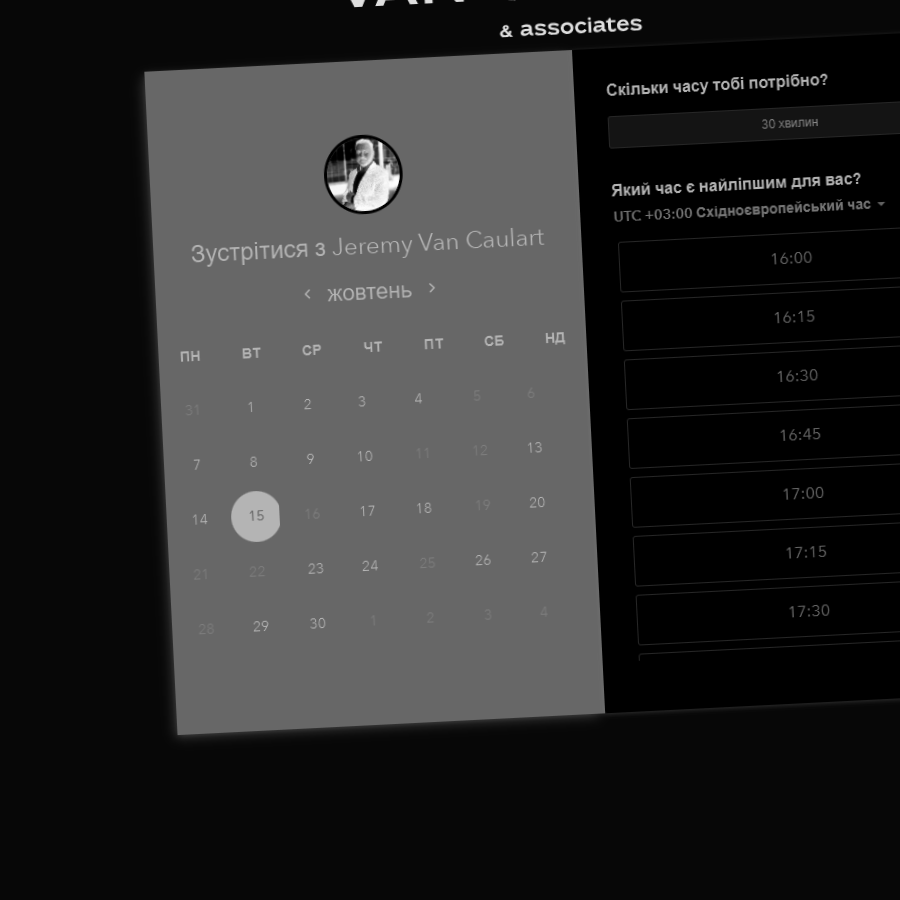 & associates
Зустрітися з Jeremy Van Caulart
‹ жовтень ›
ПН ВТ СР ЧТ ПТ СБ НД
31 1 2 3 4 5 6
7 8 9 10 11 12 13
14 15 16 17 18 19 20
21 22 23 24 25 26 27
28 29 30 1 2 3 4
Скільки часу тобі потрібно?
30 хвилин
Який час є найліпшим для вас?
UTC +03:00 Східноєвропейський час
16:00
16:15
16:30
16:45
17:00
17:15
17:30